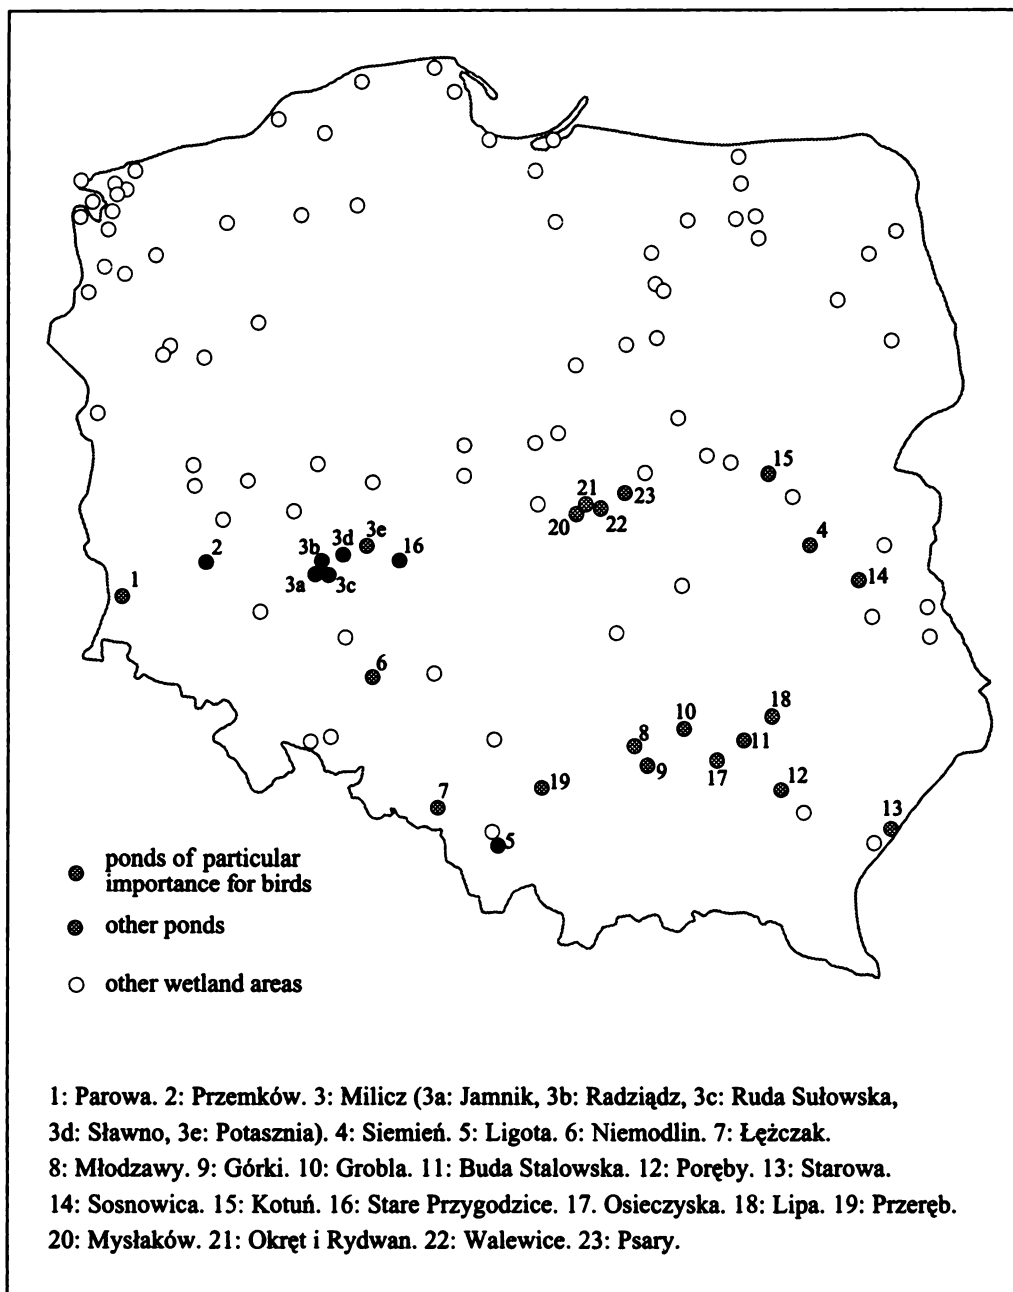 15
21
23
20
22
4
3e
3d
16
3b
2
3a
3c
14
1
6
18
10
8
11
9
17
12
19
7
13
5
ponds of particular
importance for birds
other ponds
other wetland areas
1: Parowa. 2: Przemków. 3: Milicz (3a: Jamnik, 3b: Radziądz, 3c: Ruda Sułowska,
3d: Sławno, 3e: Potasznia). 4: Siemień. 5: Ligota. 6: Niemodlin. 7: Łężczak.
8: Młodzawy. 9: Górki. 10: Grobla. 11: Buda Stalowska. 12: Poręby. 13: Starowa.
14: Sosnowica. 15: Kotuń. 16: Stare Przygodzice. 17. Osieczyska. 18: Lipa. 19: Przeręb.
20: Mysłaków. 21: Okręt i Rydwan. 22: Walewice. 23: Psary.